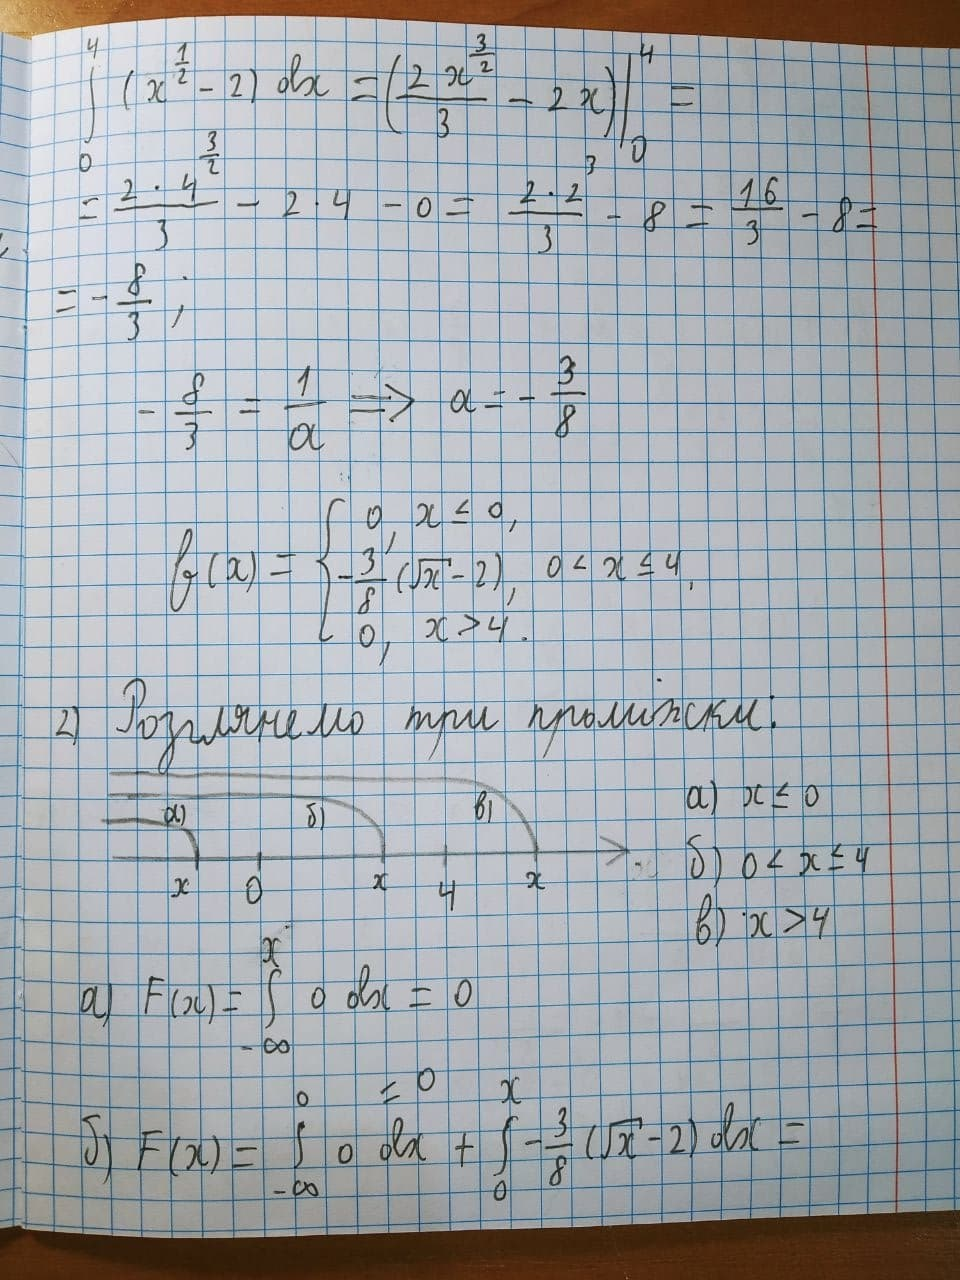 ∫₀⁴ (x^{1/2} - 2) dx = (2x^{3/2}/3 - 2x)|₀⁴ =
= 2·4^{3/2}/3 - 2·4 - 0 = 2·2³/3 - 8 = 16/3 - 8 =
= - 8/3 ;
- 8/3 = 1/a => a = - 3/8
f(x) = { 0, x ≤ 0,
-3/8 (√x - 2), 0 < x ≤ 4,
0, x > 4.
2) Розглянемо три проміжки:
а) б) в)
x 0 x 4 x
а) x ≤ 0
б) 0 < x ≤ 4
в) x > 4
а) F(x) = ∫_{-∞}^{x} 0 dx = 0
= 0
б) F(x) = ∫_{-∞}^{0} 0 dx + ∫₀ˣ -3/8 (√x - 2) dx =